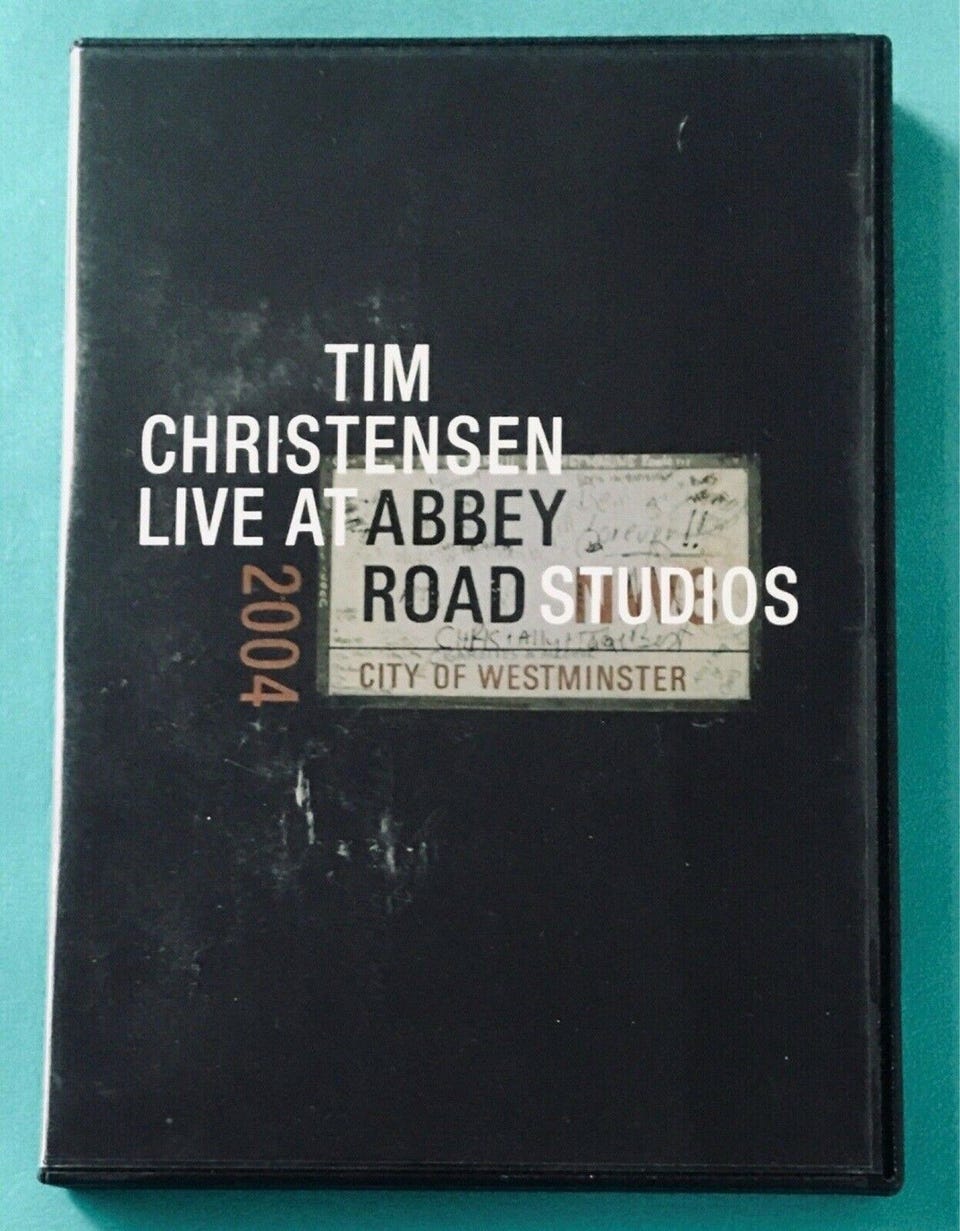 TIM
CHRISTENSEN
LIVE AT ABBEY
ROAD STUDIOS
2004
CITY OF WESTMINSTER